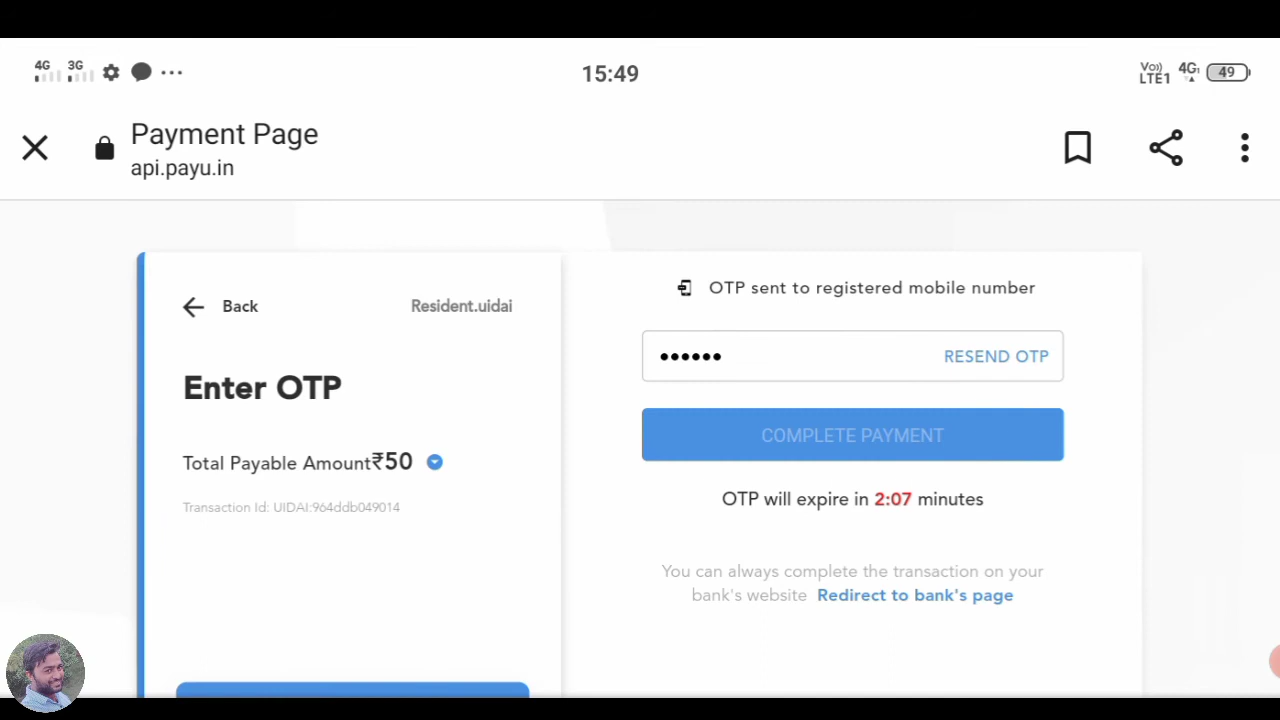 4G 3G 15:49 Vo)) LTE1 4G 49
Payment Page
api.payu.in
Back Resident.uidai
Enter OTP
Total Payable Amount₹50
Transaction Id: UIDAI:964ddb049014
OTP sent to registered mobile number
•••••• RESEND OTP
COMPLETE PAYMENT
OTP will expire in 2:07 minutes
You can always complete the transaction on your
bank's website Redirect to bank's page